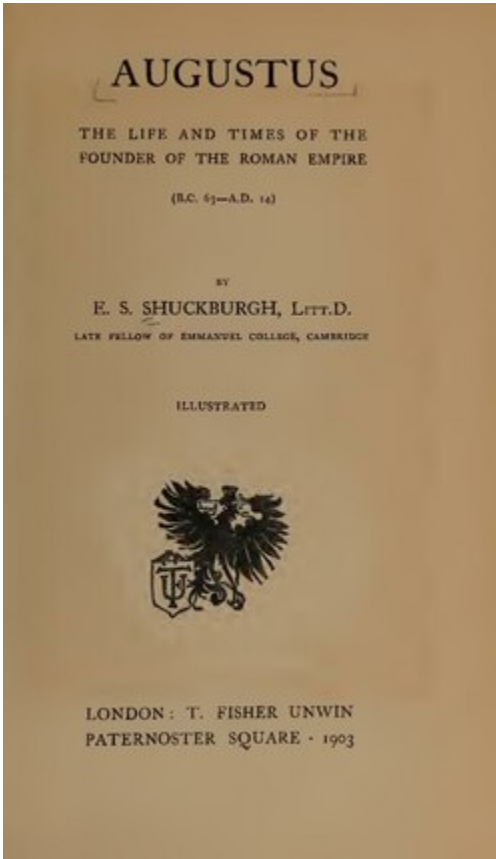 AUGUSTUS
THE LIFE AND TIMES OF THE
FOUNDER OF THE ROMAN EMPIRE
(B.C. 63—A.D. 14)
BY
E. S. SHUCKBURGH, LITT.D.
LATE FELLOW OF EMMANUEL COLLEGE, CAMBRIDGE
ILLUSTRATED
TFU
LONDON: T. FISHER UNWIN
PATERNOSTER SQUARE · 1903